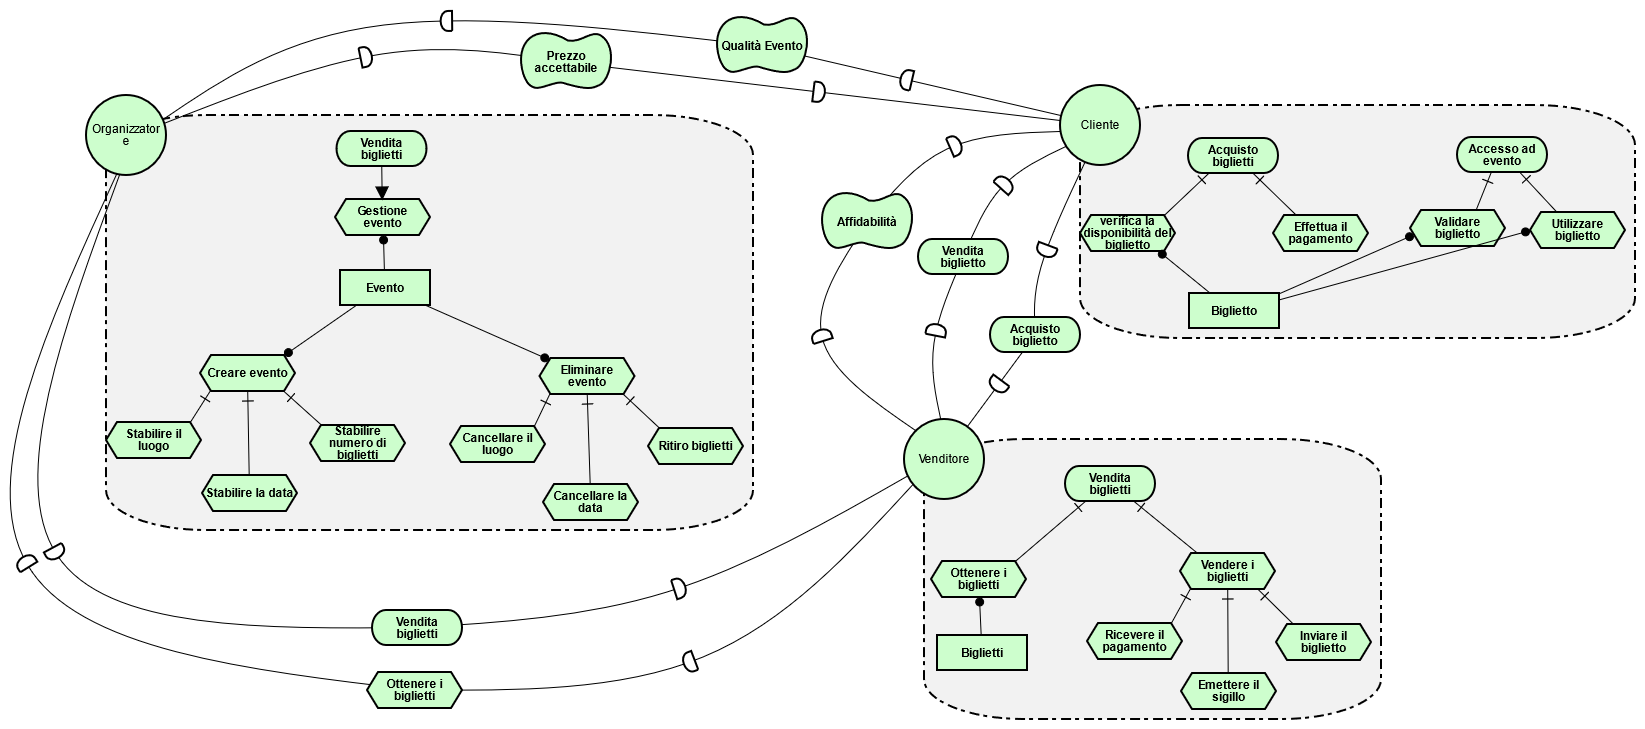 Qualità Evento
Prezzo
accettabile
Organizzator
e
Cliente
Vendita
biglietti
Gestione
evento
Evento
Creare evento
Eliminare
evento
Stabilire il
luogo
Stabilire la data
Stabilire
numero di
biglietti
Cancellare il
luogo
Cancellare la
data
Ritiro biglietti
Affidabilità
Vendita
biglietto
Acquisto
biglietto
Acquisto
biglietti
Accesso ad
evento
verifica la
disponibilità del
biglietto
Effettua il
pagamento
Validare
biglietto
Utilizzare
biglietto
Biglietto
Venditore
Vendita
biglietti
Ottenere i
biglietti
Vendere i
biglietti
Biglietti
Ricevere il
pagamento
Emettere il
sigillo
Inviare il
biglietto
Vendita
biglietti
Ottenere i
biglietti